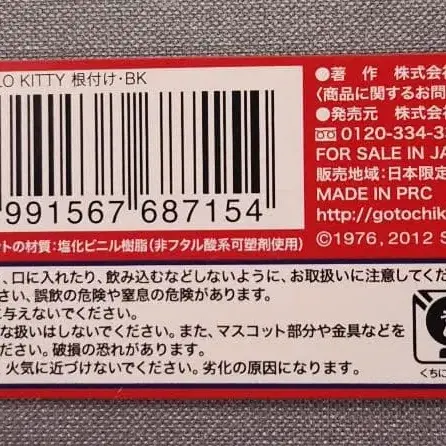 LO KITTY 根付け・BK
991567 687154
ットの材質:塩化ビニル樹脂(非フタル酸系可塑剤使用)
●著 作 株式会
〈商品に関するお問
●発売元 株式会
0120-334-3
FOR SALE IN JA
販売地域:日本限定
MADE IN PRC
http://gotochik
©1976, 2012 S
、口に入れたり、飲み込むなどしないように、お取扱いに注意してくだ
さい、誤飲の危険や窒息の危険があります。
に与えないでください。
な扱いはしないでください。また、マスコット部分や金具などを
ださい。破損の恐れがあります。
、火気に近づけないでください。劣化の原因になります。
くちに